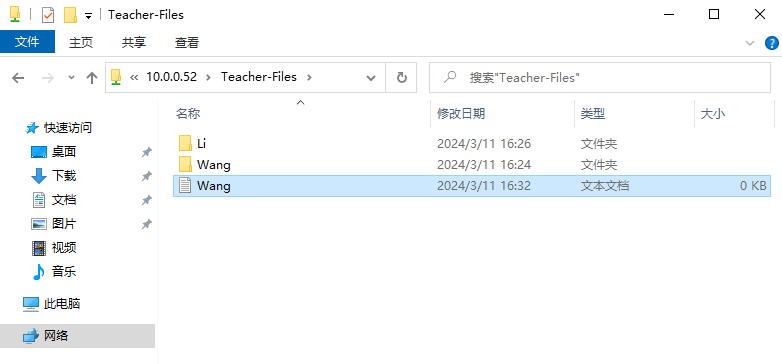 Teacher-Files
文件 主页 共享 查看
« 10.0.0.52 > Teacher-Files > 搜索"Teacher-Files"
名称 修改日期 类型 大小
快速访问
桌面
下载
文档
图片
视频
音乐
此电脑
网络
Li 2024/3/11 16:26 文件夹
Wang 2024/3/11 16:24 文件夹
Wang 2024/3/11 16:32 文本文档 0 KB